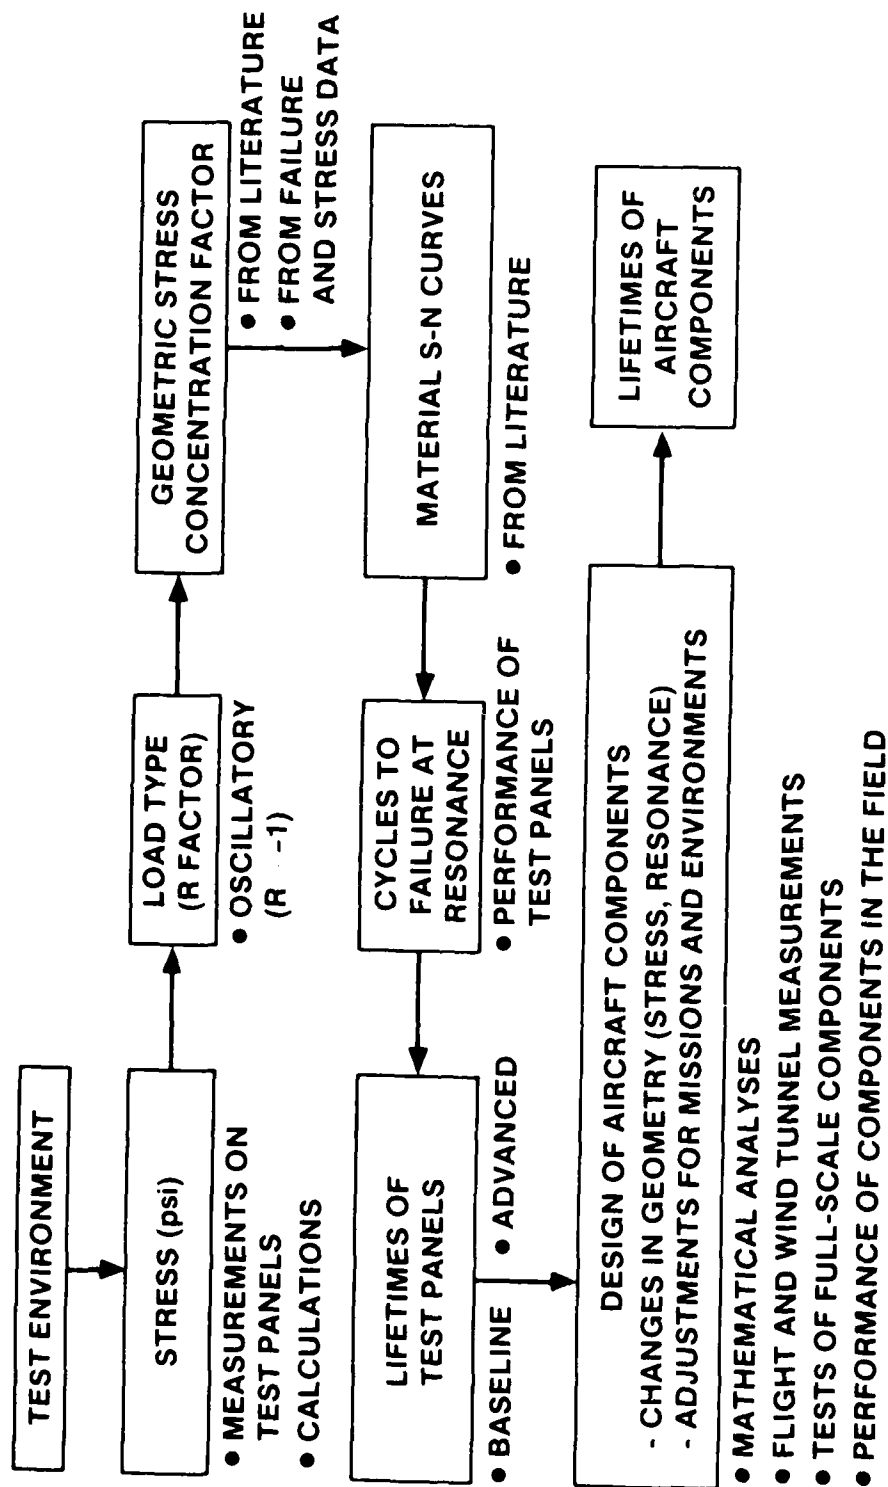 TEST ENVIRONMENT
STRESS (psi)
● MEASUREMENTS ON
TEST PANELS
● CALCULATIONS
LOAD TYPE
(R FACTOR)
● OSCILLATORY
(R -1)
GEOMETRIC STRESS
CONCENTRATION FACTOR
● FROM LITERATURE
● FROM FAILURE
AND STRESS DATA
MATERIAL S-N CURVES
● FROM LITERATURE
CYCLES TO
FAILURE AT
RESONANCE
● PERFORMANCE OF
TEST PANELS
LIFETIMES OF
TEST PANELS
● BASELINE ● ADVANCED
DESIGN OF AIRCRAFT COMPONENTS
- CHANGES IN GEOMETRY (STRESS, RESONANCE)
- ADJUSTMENTS FOR MISSIONS AND ENVIRONMENTS
● MATHEMATICAL ANALYSES
● FLIGHT AND WIND TUNNEL MEASUREMENTS
● TESTS OF FULL-SCALE COMPONENTS
● PERFORMANCE OF COMPONENTS IN THE FIELD
LIFETIMES OF
AIRCRAFT
COMPONENTS